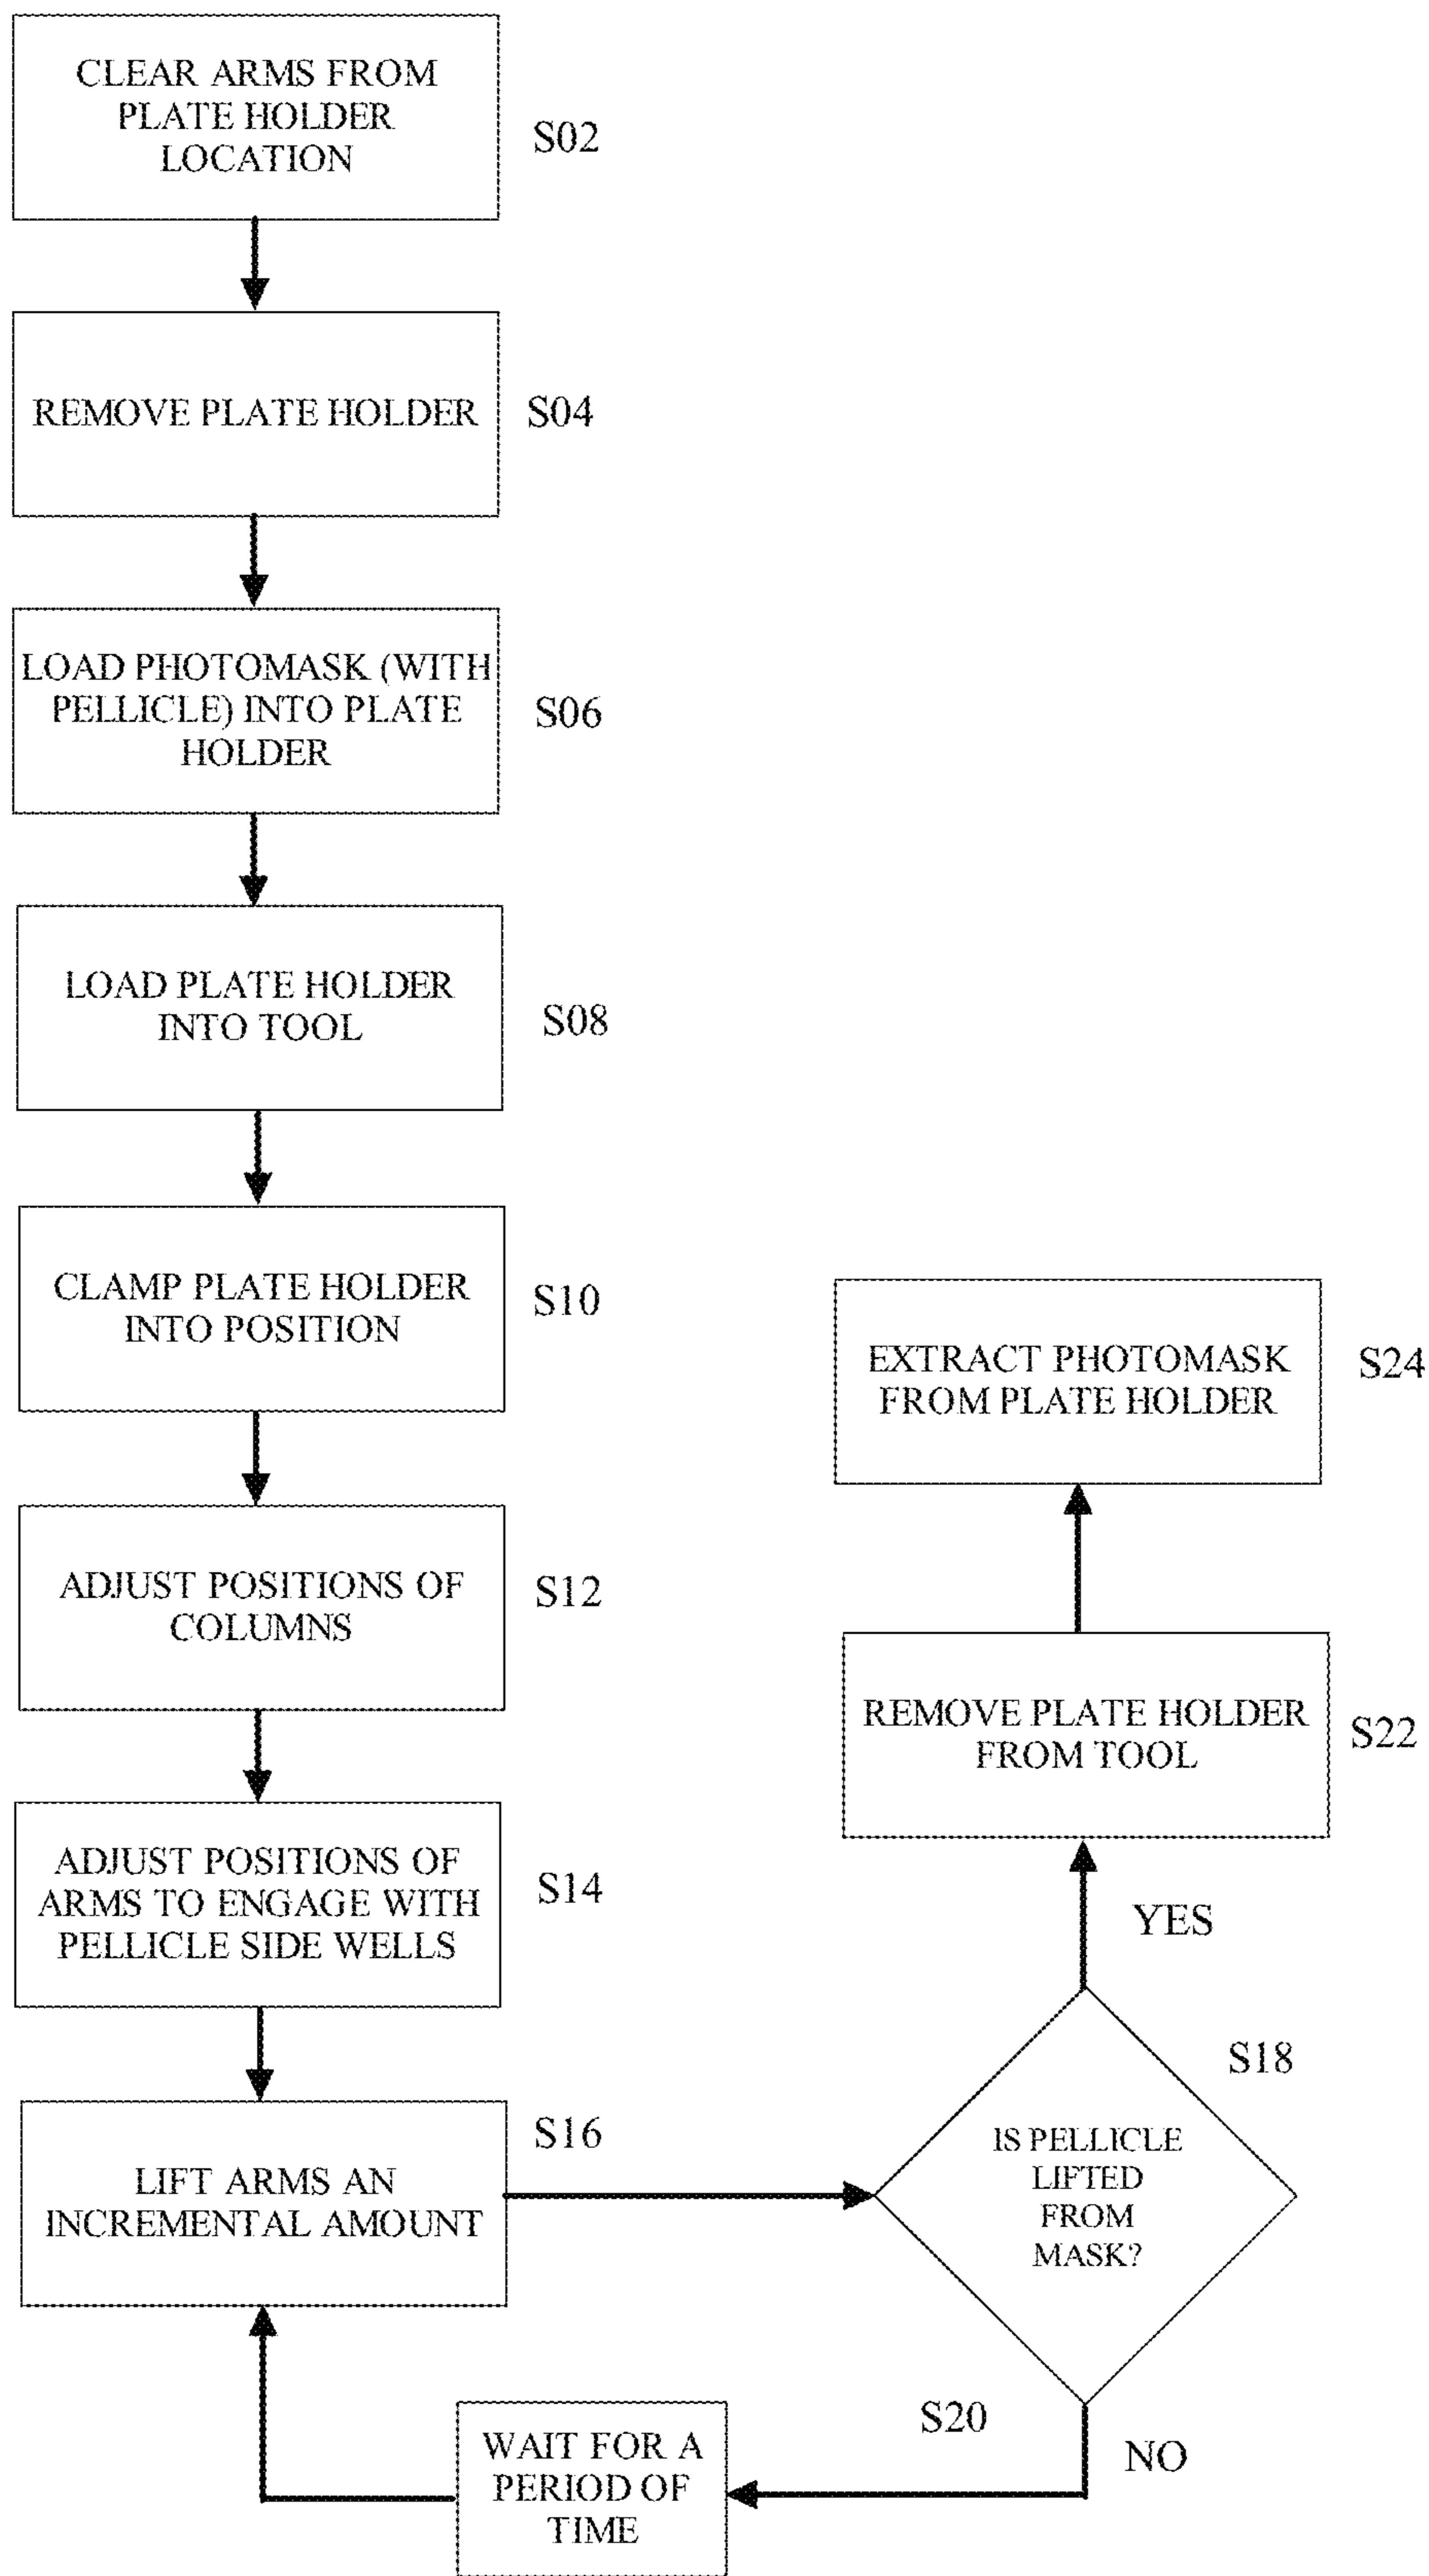 CLEAR ARMS FROM
PLATE HOLDER
LOCATION
S02
REMOVE PLATE HOLDER
S04
LOAD PHOTOMASK (WITH
PELLICLE) INTO PLATE
HOLDER
S06
LOAD PLATE HOLDER
INTO TOOL
S08
CLAMP PLATE HOLDER
INTO POSITION
S10
ADJUST POSITIONS OF
COLUMNS
S12
ADJUST POSITIONS OF
ARMS TO ENGAGE WITH
PELLICLE SIDE WELLS
S14
LIFT ARMS AN
INCREMENTAL AMOUNT
S16
IS PELLICLE
LIFTED
FROM
MASK?
S18
NO
S20
WAIT FOR A
PERIOD OF
TIME
YES
REMOVE PLATE HOLDER
FROM TOOL
S22
EXTRACT PHOTOMASK
FROM PLATE HOLDER
S24